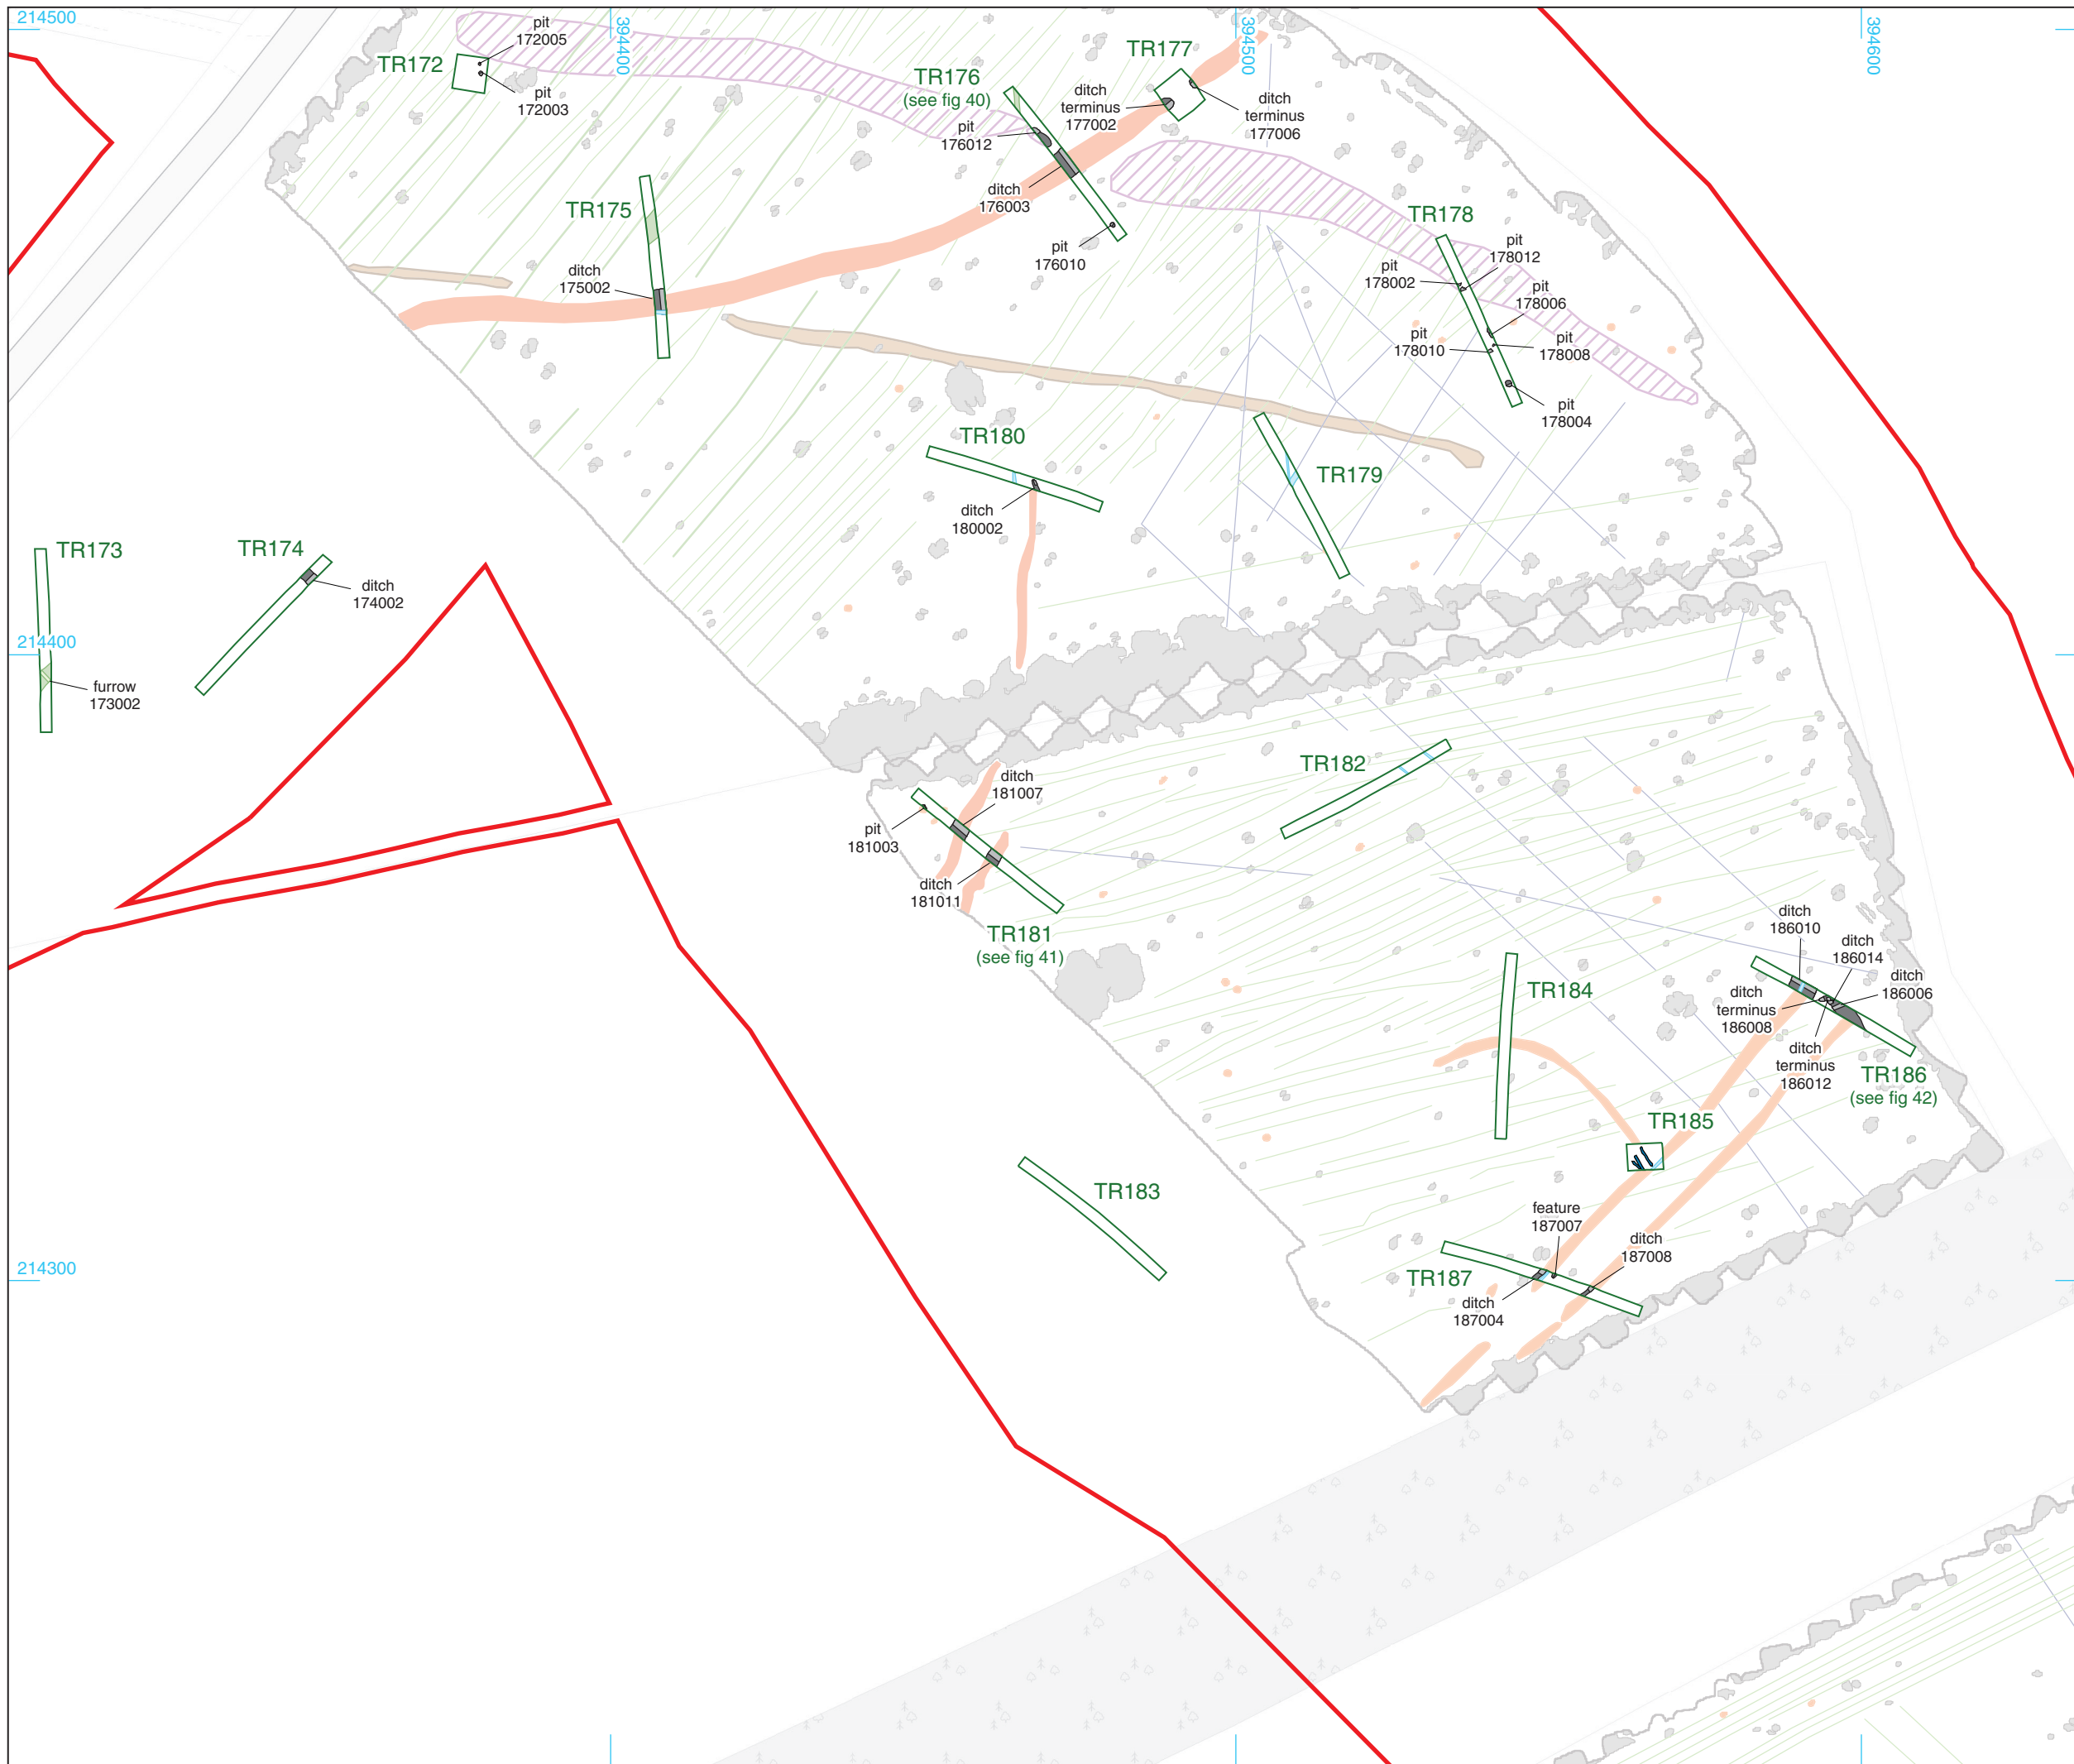 214500
394400
394500
394600
pit
172005
TR172
pit
172003
TR176
(see fig 40)
pit
176012
ditch
176003
pit
176010
TR177
ditch
terminus
177002
ditch
terminus
177006
TR175
ditch
175002
TR178
pit
178012
pit
178002
pit
178006
pit
178010
pit
178008
pit
178004
TR180
ditch
180002
TR179
TR173
furrow
173002
TR174
ditch
174002
214400
TR182
ditch
181007
pit
181003
ditch
181011
TR181
(see fig 41)
ditch
186010
ditch
186014
ditch
186006
ditch
terminus
186008
ditch
terminus
186012
TR186
(see fig 42)
TR184
TR185
TR183
feature
187007
ditch
187008
TR187
ditch
187004
214300